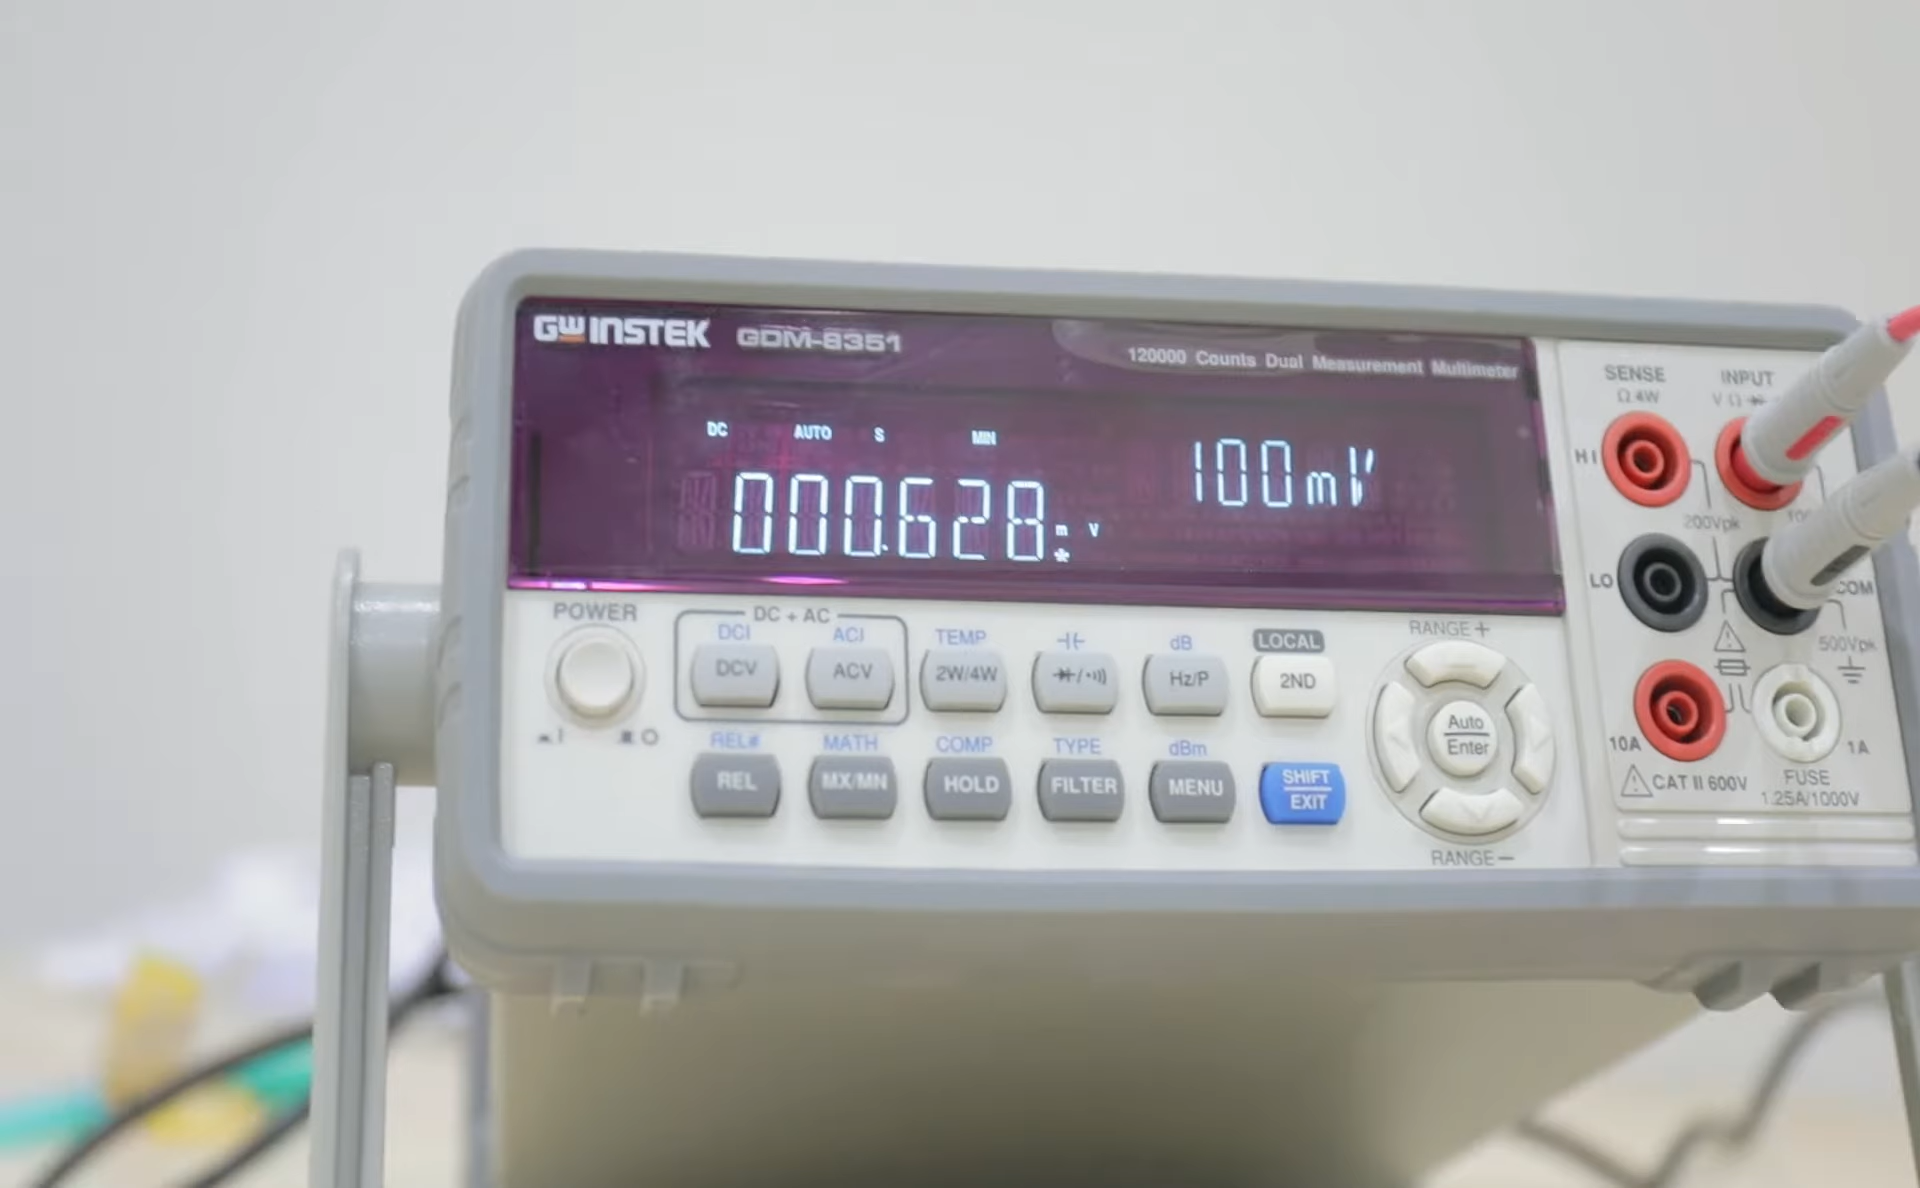 GWINSTEK GDM-8351
120000 Counts Dual Measurement Multimeter
DC AUTO S MIN
000.628 m V
100mV
POWER
DC + AC
DCI ACI TEMP dB LOCAL
DCV ACV 2W/4W Hz/P 2ND
REL# MATH COMP TYPE dBm
REL MX/MN HOLD FILTER MENU SHIFT
EXIT
RANGE +
Auto
Enter
RANGE −
SENSE INPUT
Ω 4W V Ω
HI
200Vpk
LO COM
500Vpk
10A 1A
CAT II 600V FUSE
1.25A/1000V